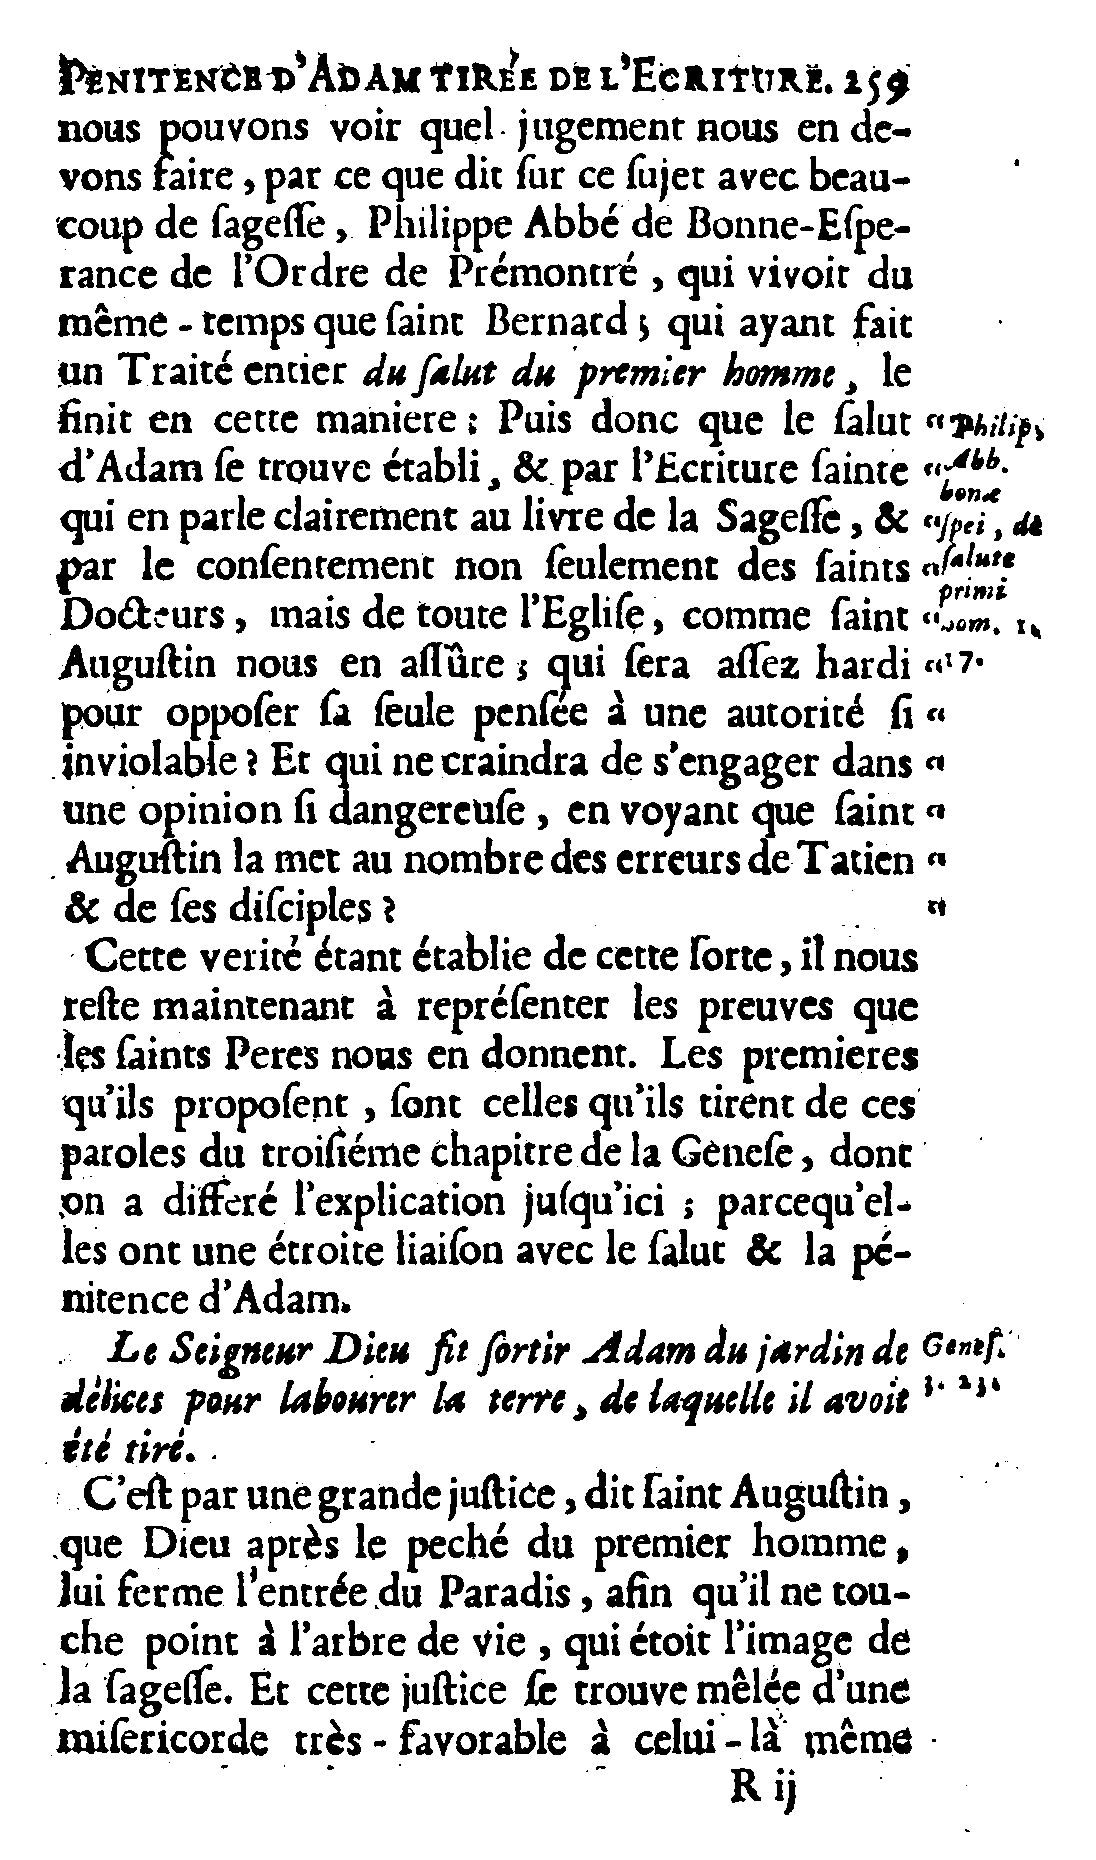 PENITENCE D'ADAM TIRÉE DE L'ECRITURE. 259
nous pouvons voir quel jugement nous en de-
vons faire, par ce que dit ſur ce ſujet avec beau-
coup de ſageſſe, Philippe Abbé de Bonne-Eſpe-
rance de l'Ordre de Prémontré, qui vivoit du
même-temps que ſaint Bernard; qui ayant fait
un Traité entier du ſalut du premier homme, le
finit en cette maniere: Puis donc que le ſalut “ Philip,
d'Adam ſe trouve établi, & par l'Ecriture ſainte “ Abb.
bonæ
qui en parle clairement au livre de la Sageſſe, & “ ſpei, de
par le conſentement non ſeulement des ſaints “ ſalute
primi
Docteurs, mais de toute l'Egliſe, comme ſaint “ hom. 1.
Auguſtin nous en aſſûre; qui ſera aſſez hardi “ 17.
pour oppoſer ſa ſeule penſée à une autorité ſi “
inviolable? Et qui ne craindra de s'engager dans “
une opinion ſi dangereuſe, en voyant que ſaint “
Auguſtin la met au nombre des erreurs de Tatien “
& de ſes diſciples? “
Cette verité étant établie de cette ſorte, il nous
reſte maintenant à repréſenter les preuves que
les ſaints Peres nous en donnent. Les premieres
qu'ils propoſent, ſont celles qu'ils tirent de ces
paroles du troiſiéme chapitre de la Geneſe, dont
on a differé l'explication juſqu'ici; parcequ'el-
les ont une étroite liaiſon avec le ſalut & la pé-
nitence d'Adam.
Le Seigneur Dieu fit ſortir Adam du jardin de Geneſ.
délices pour labourer la terre, de laquelle il avoit 3. 23.
été tiré.
C'eſt par une grande juſtice, dit ſaint Auguſtin,
que Dieu après le peché du premier homme,
lui ferme l'entrée du Paradis, afin qu'il ne tou-
che point à l'arbre de vie, qui étoit l'image de
la ſageſſe. Et cette juſtice ſe trouve mêlée d'une
miſericorde très-favorable à celui-là même
R ij